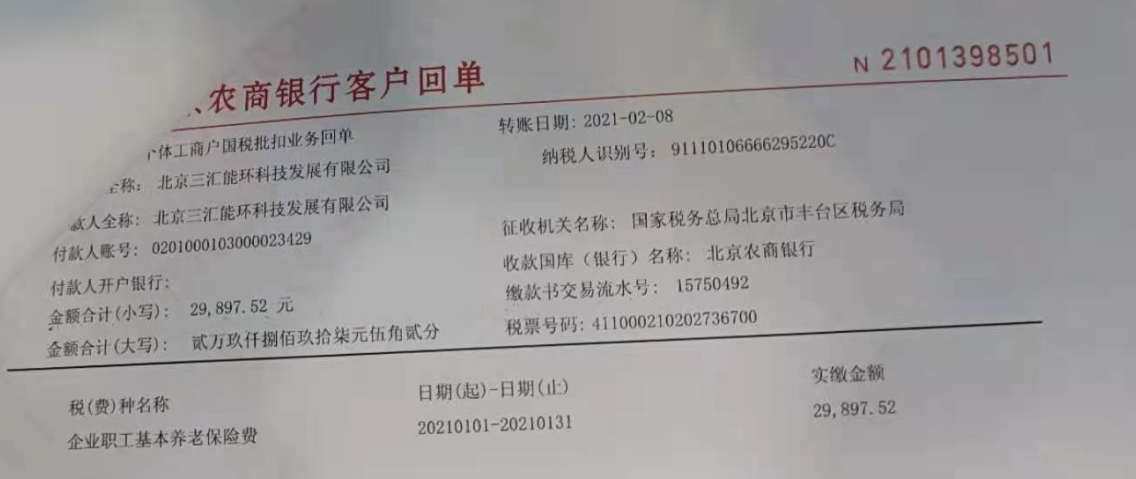 农商银行客户回单
N 2101398501
体工商户国税批扣业务回单
转账日期: 2021-02-08
全称: 北京三汇能环科技发展有限公司
纳税人识别号: 91110106666295220C
款人全称: 北京三汇能环科技发展有限公司
付款人账号: 0201000103000023429
征收机关名称: 国家税务总局北京市丰台区税务局
付款人开户银行:
收款国库(银行)名称: 北京农商银行
金额合计(小写): 29,897.52 元
缴款书交易流水号: 15750492
金额合计(大写): 贰万玖仟捌佰玖拾柒元伍角贰分
税票号码: 411000210202736700
税(费)种名称 日期(起)-日期(止) 实缴金额
企业职工基本养老保险费 20210101-20210131 29,897.52